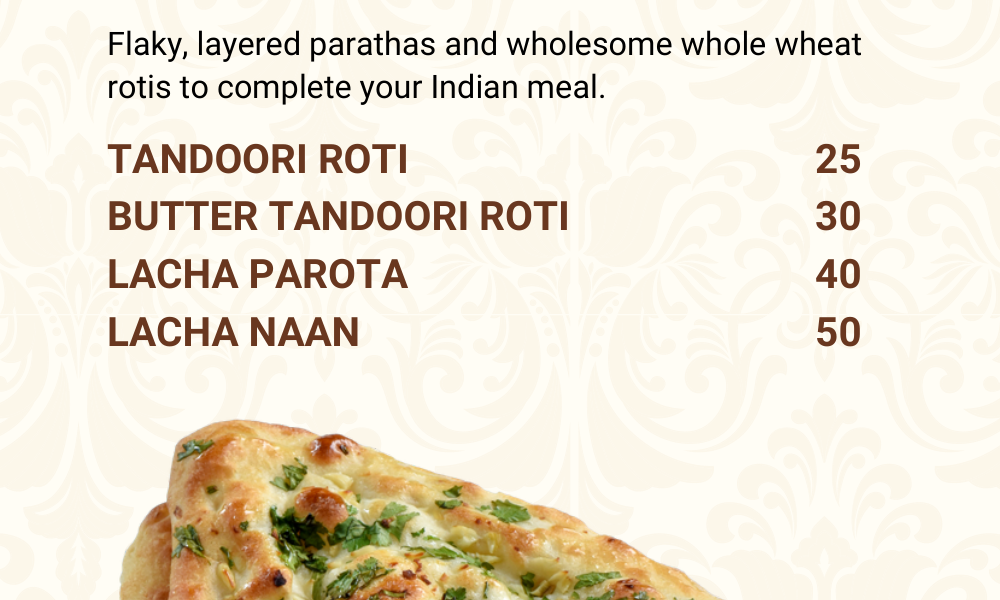 Flaky, layered parathas and wholesome whole wheat
rotis to complete your Indian meal.
TANDOORI ROTI 25
BUTTER TANDOORI ROTI 30
LACHA PAROTA 40
LACHA NAAN 50